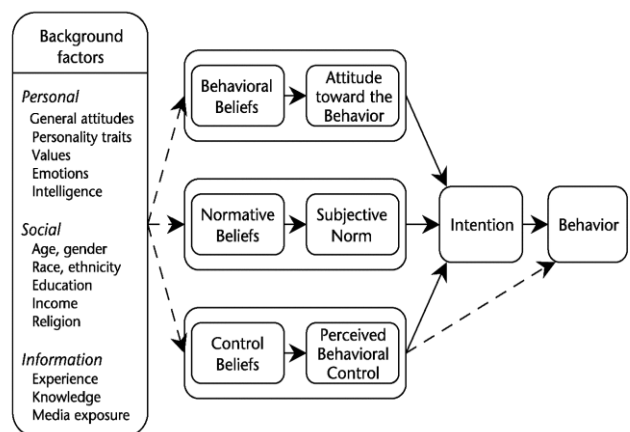 Background
factors
Personal
General attitudes
Personality traits
Values
Emotions
Intelligence
Social
Age, gender
Race, ethnicity
Education
Income
Religion
Information
Experience
Knowledge
Media exposure
Behavioral
Beliefs
Attitude
toward the
Behavior
Normative
Beliefs
Subjective
Norm
Control
Beliefs
Perceived
Behavioral
Control
Intention
Behavior